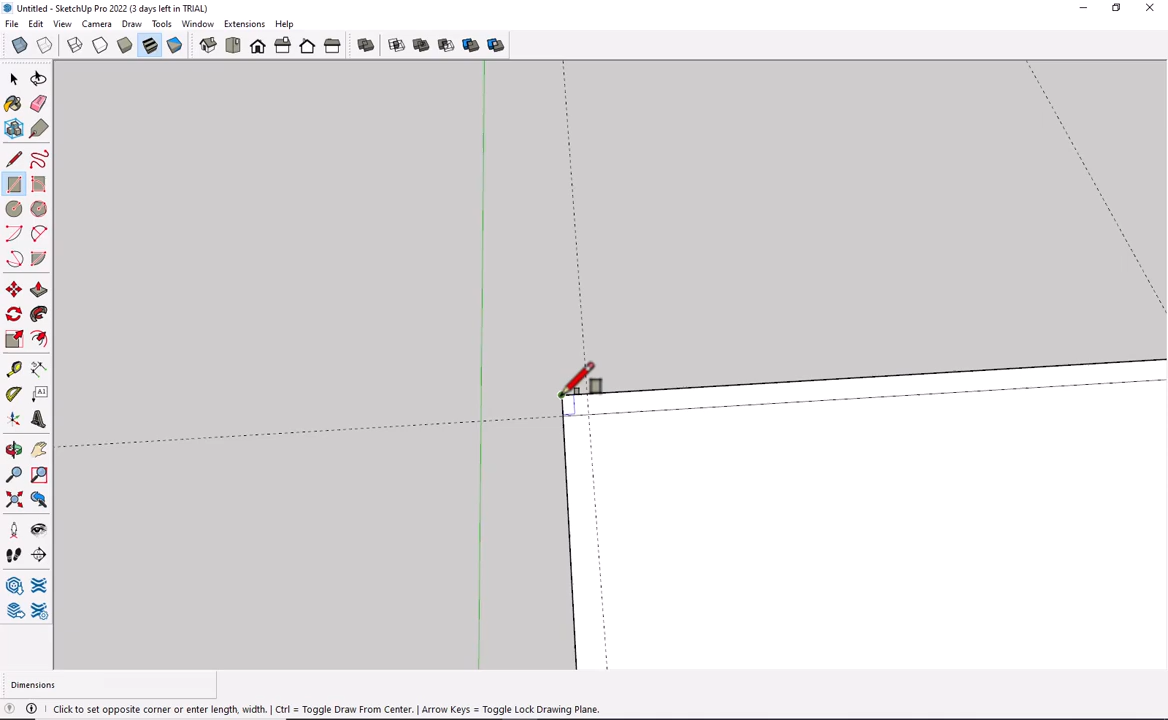 Untitled - SketchUp Pro 2022 (3 days left in TRIAL)
File Edit View Camera Draw Tools Window Extensions Help
A1
Dimensions
Click to set opposite corner or enter length, width. | Ctrl = Toggle Draw From Center. | Arrow Keys = Toggle Lock Drawing Plane.